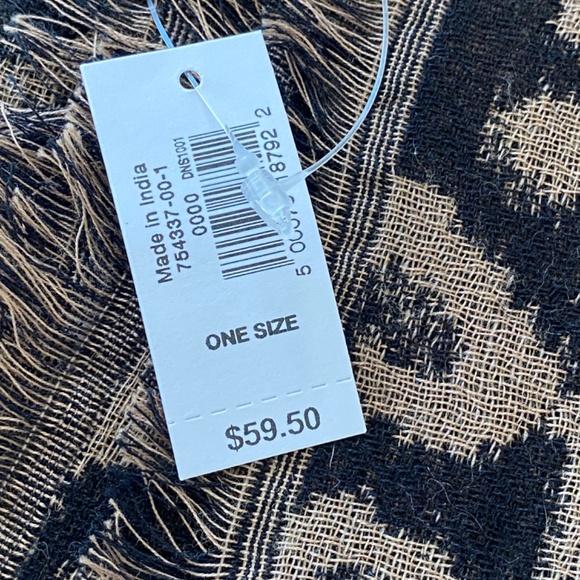 Made in India
754337-00-1
0000 DNS1001
ONE SIZE
$59.50